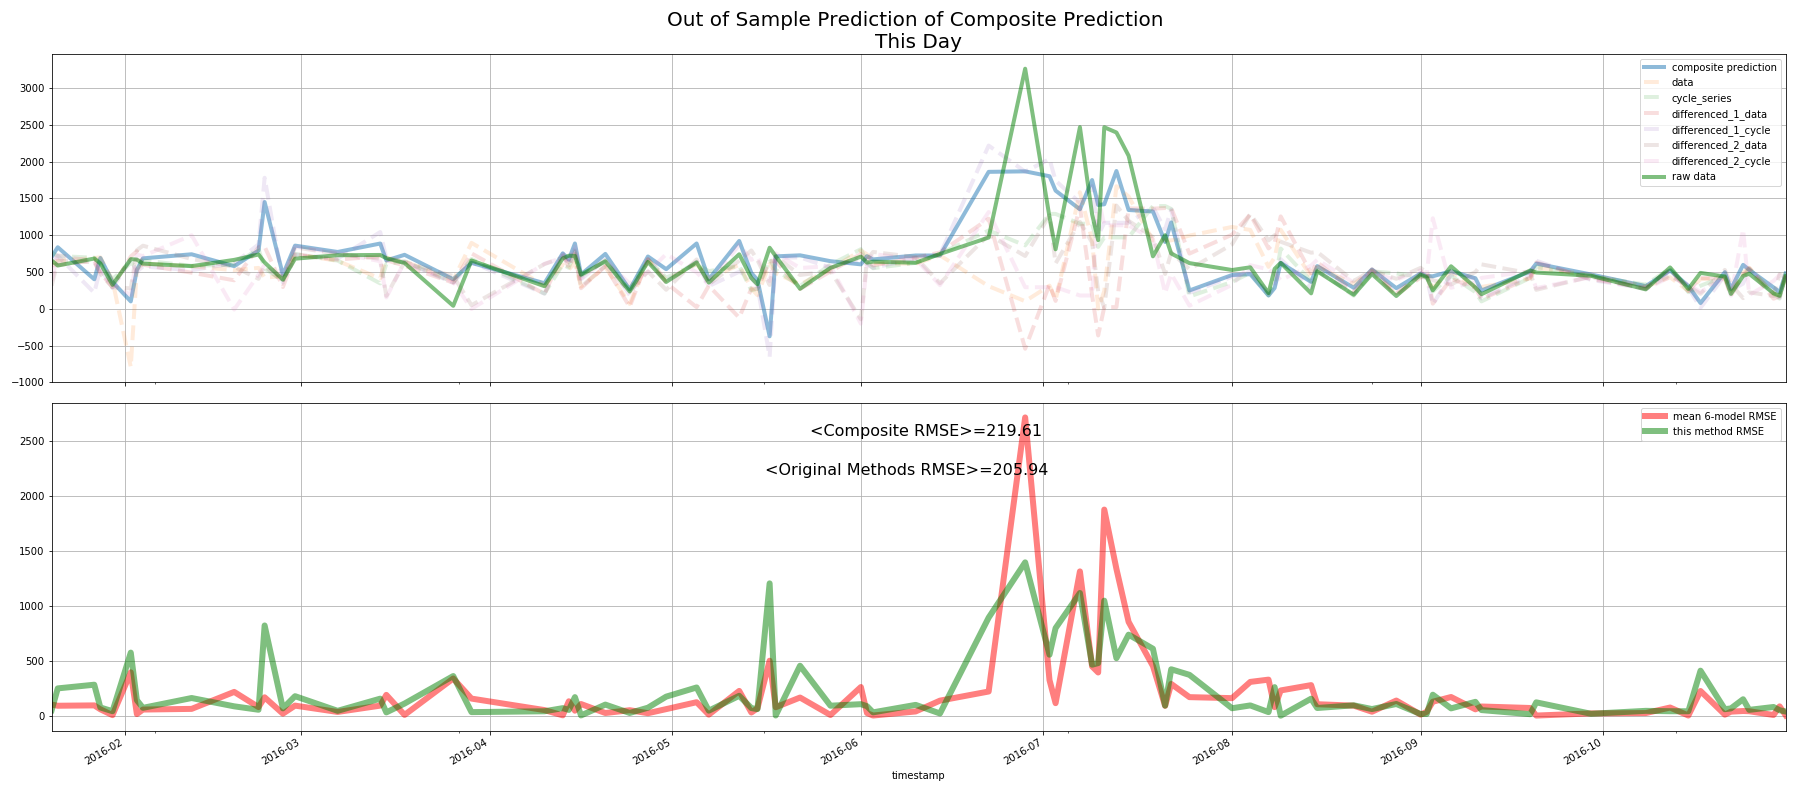 Out of Sample Prediction of Composite Prediction
This Day
3000
2500
2000
1500
1000
500
0
−500
−1000
composite prediction
data
cycle_series
differenced_1_data
differenced_1_cycle
differenced_2_data
differenced_2_cycle
raw data
2500
2000
1500
1000
500
0
<Composite RMSE>=219.61
<Original Methods RMSE>=205.94
mean 6-model RMSE
this method RMSE
2016-02
2016-03
2016-04
2016-05
2016-06
2016-07
2016-08
2016-09
2016-10
timestamp